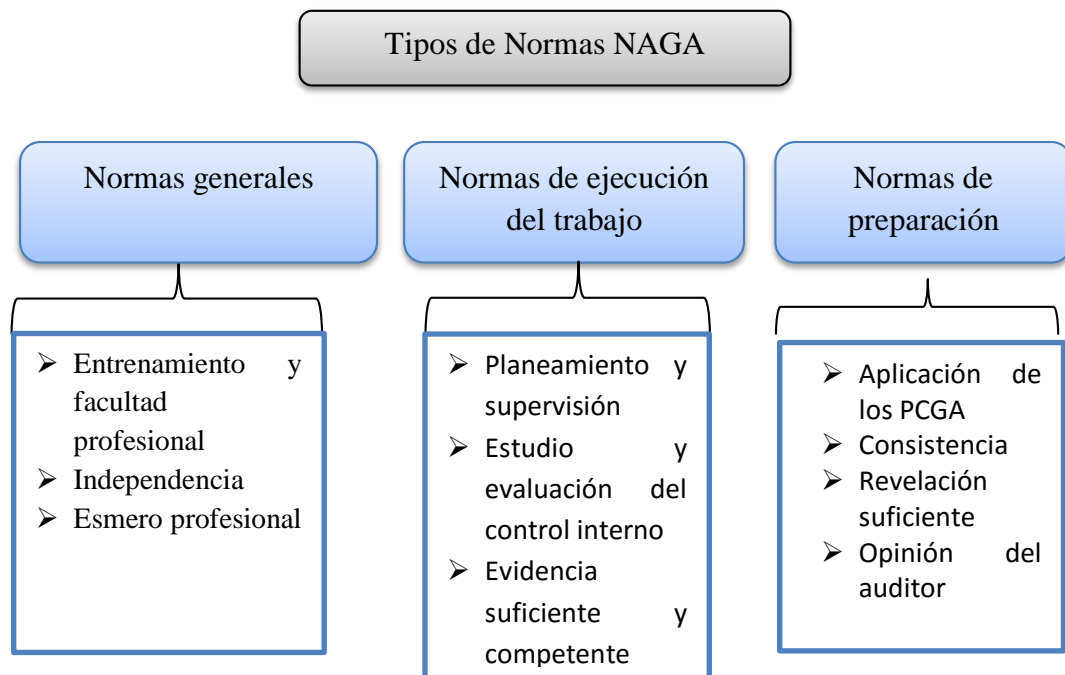 Tipos de Normas NAGA
Normas generales
Entrenamiento y
facultad
profesional
Independencia
Esmero profesional
Normas de ejecución
del trabajo
Planeamiento y
supervisión
Estudio y
evaluación del
control interno
Evidencia
suficiente y
competente
Normas de
preparación
Aplicación de
los PCGA
Consistencia
Revelación
suficiente
Opinión del
auditor